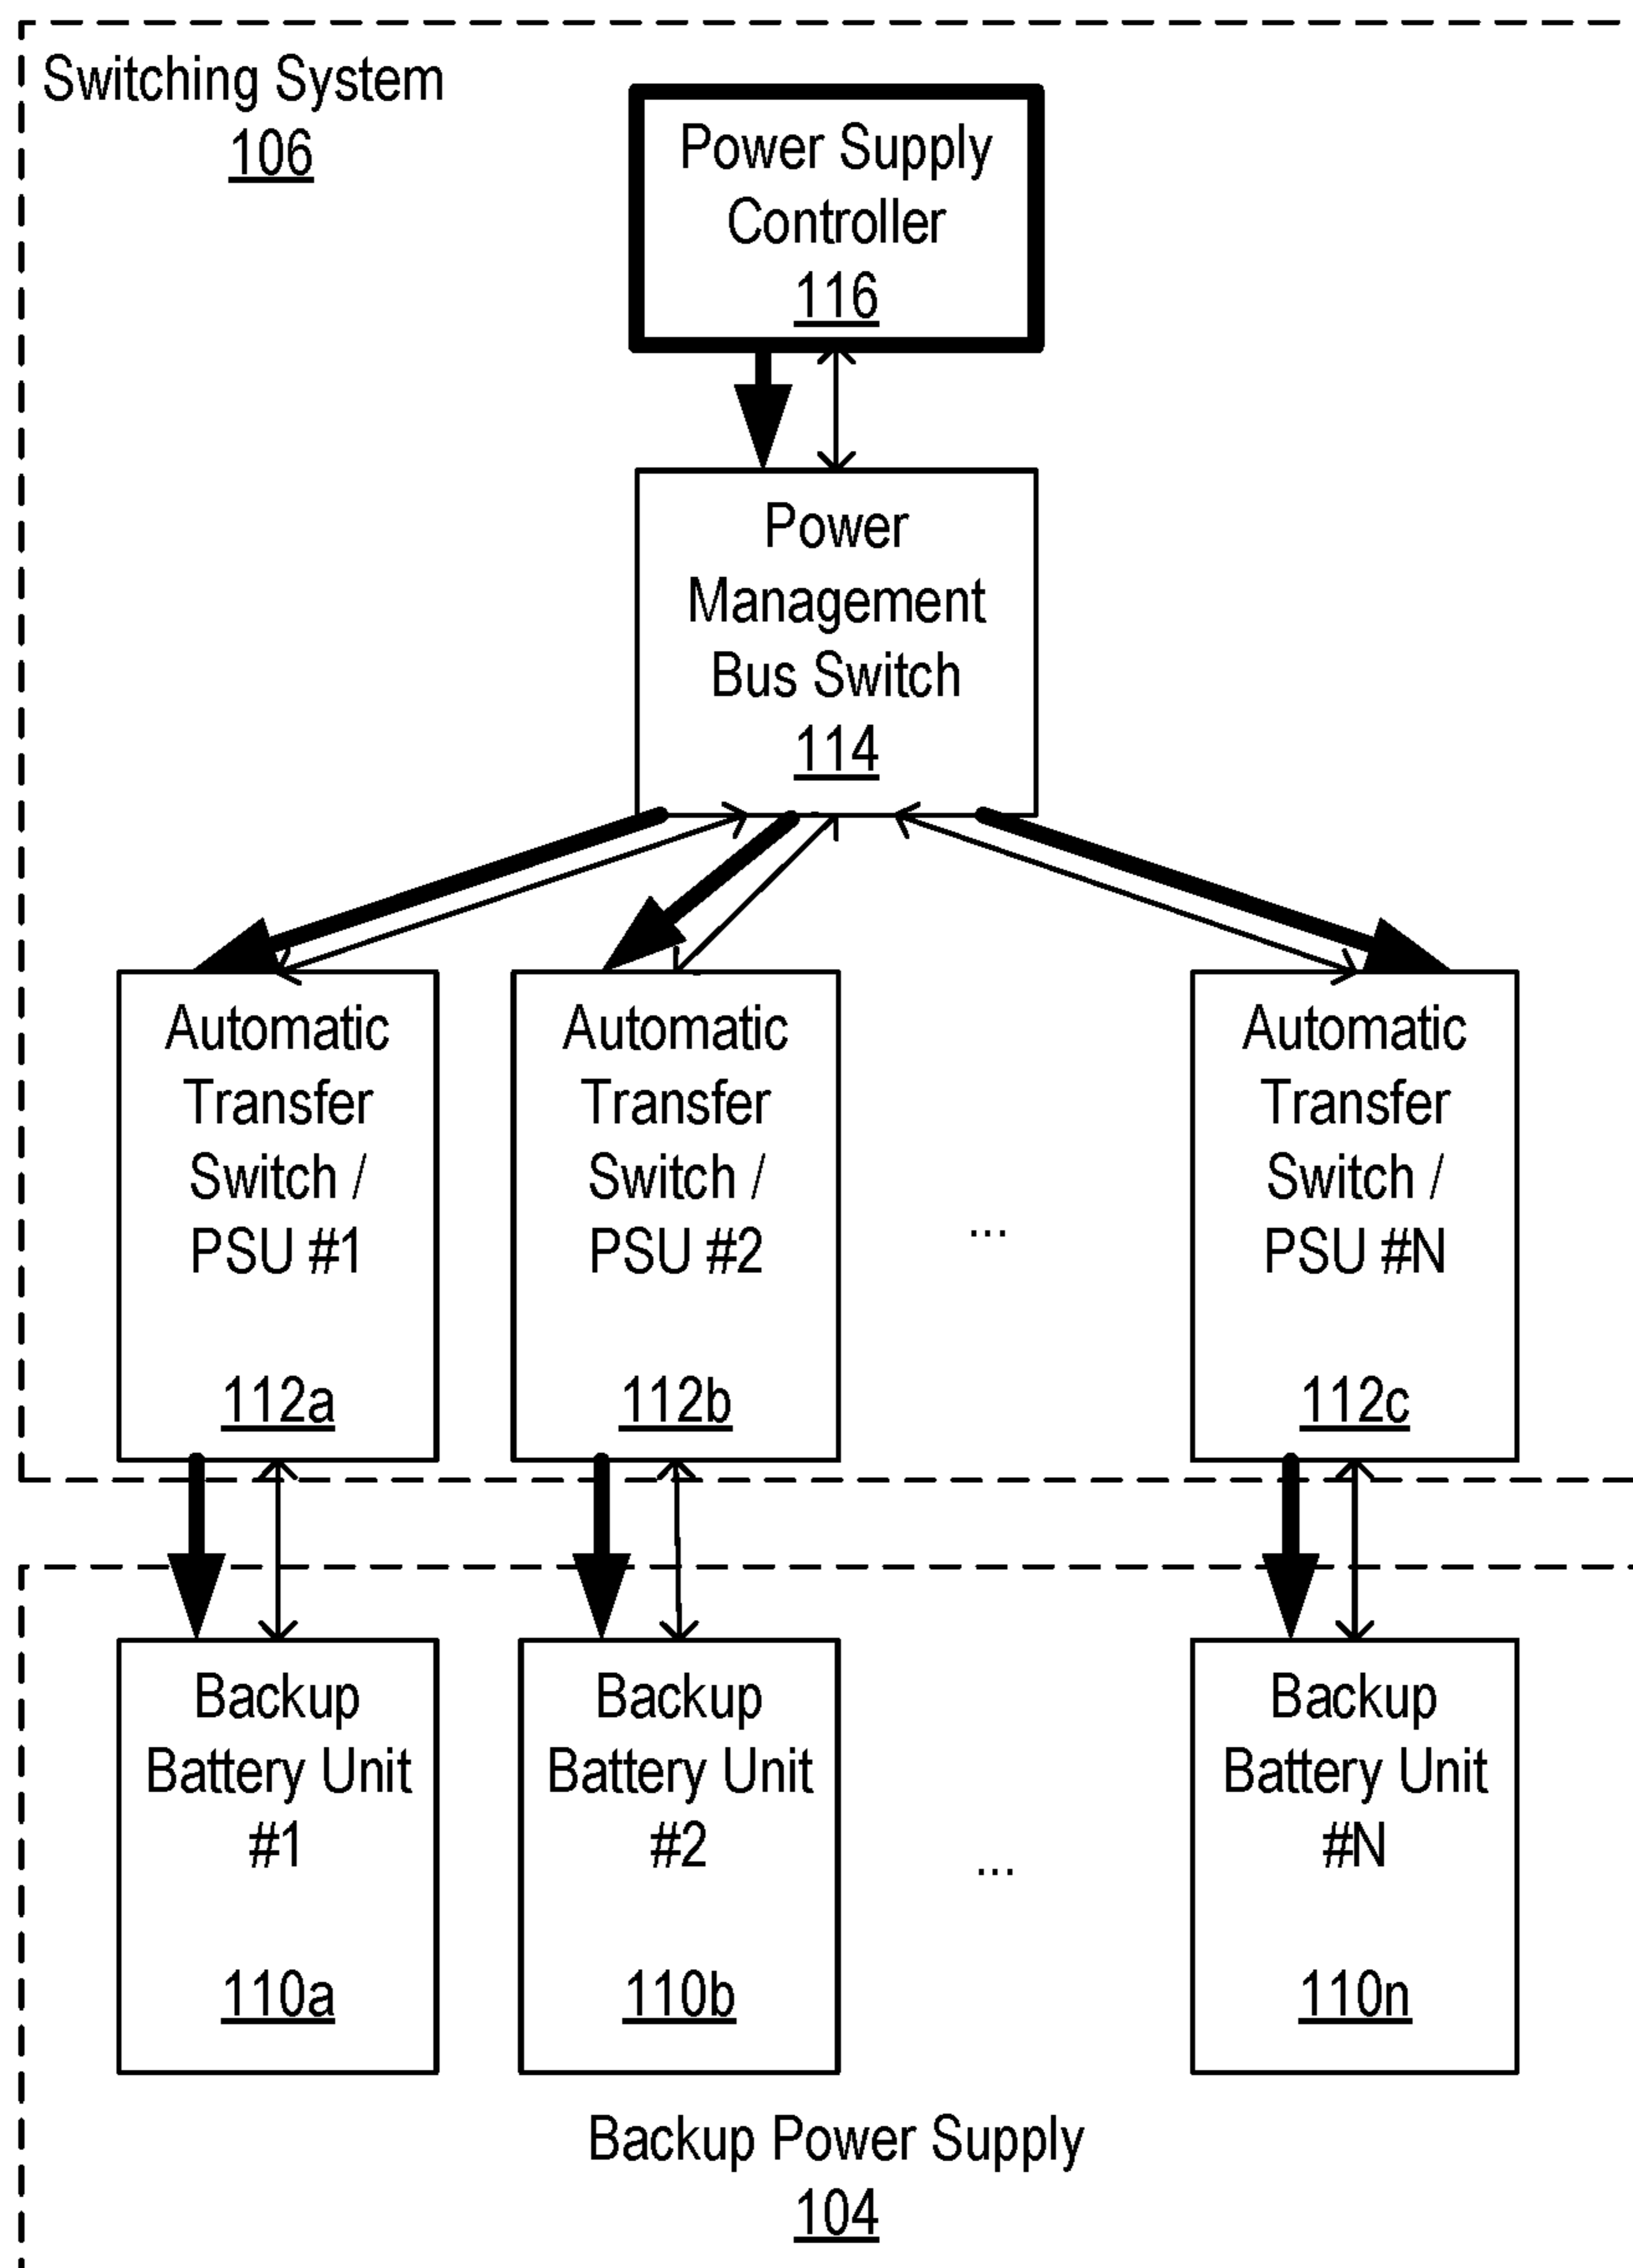 Switching System
106
Power Supply
Controller
116
Power
Management
Bus Switch
114
Automatic
Transfer
Switch /
PSU #1
112a
Automatic
Transfer
Switch /
PSU #2
112b
...
Automatic
Transfer
Switch /
PSU #N
112c
Backup
Battery Unit
#1
110a
Backup
Battery Unit
#2
110b
...
Backup
Battery Unit
#N
110n
Backup Power Supply
104